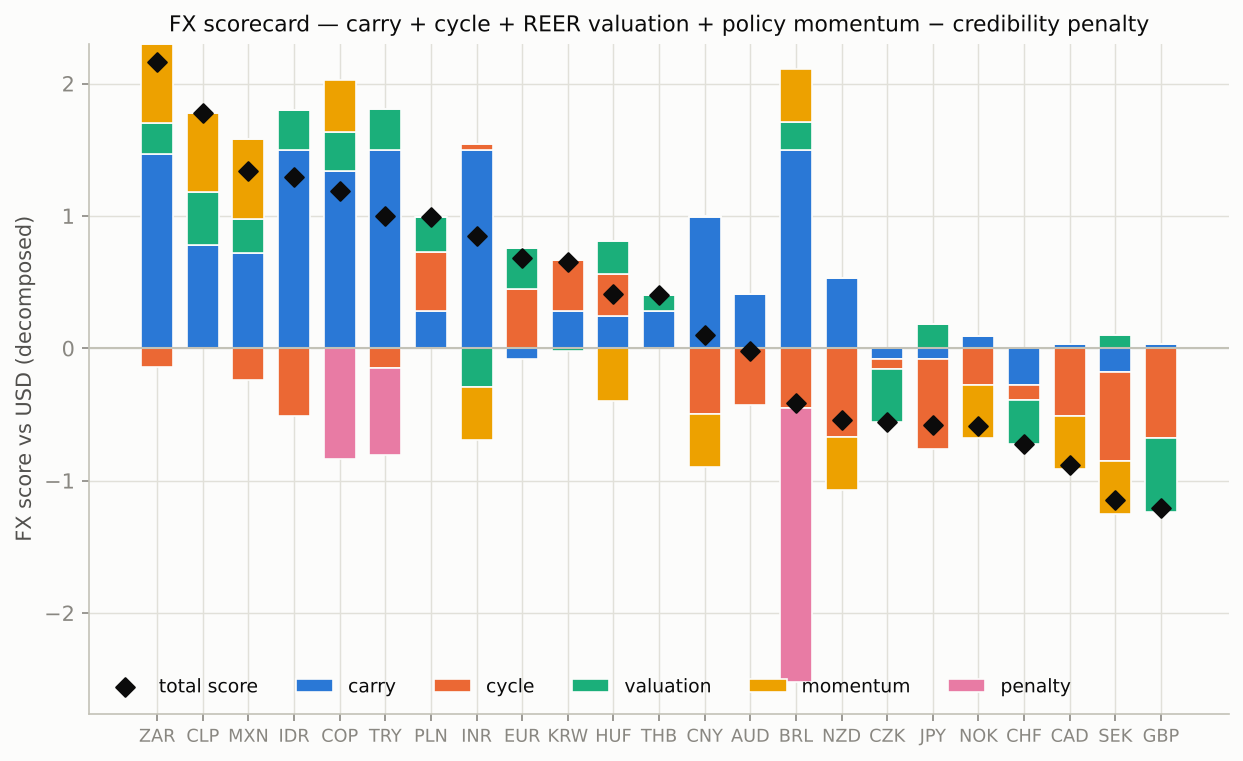 FX scorecard — carry + cycle + REER valuation + policy momentum − credibility penalty
FX score vs USD (decomposed)
2
1
0
−1
−2
total score carry cycle valuation momentum penalty
ZAR CLP MXN IDR COP TRY PLN INR EUR KRW HUF THB CNY AUD BRL NZD CZK JPY NOK CHF CAD SEK GBP